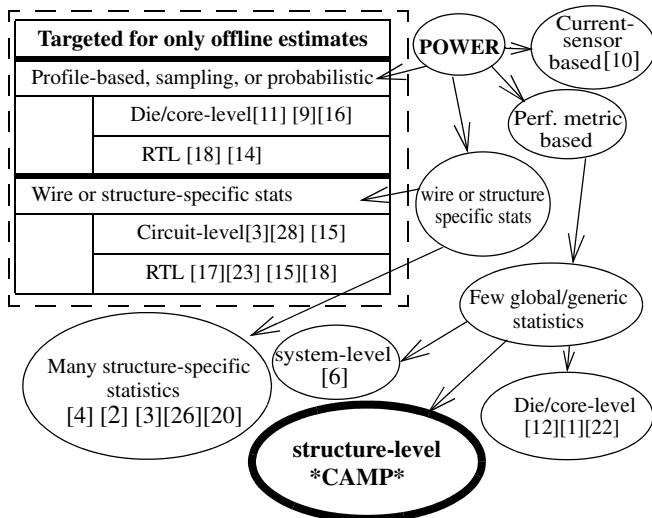 Targeted for only offline estimates
Profile-based, sampling, or probabilistic
Die/core-level[11] [9][16]
RTL [18] [14]
Wire or structure-specific stats
Circuit-level[3][28] [15]
RTL [17][23] [15][18]
POWER
Current-
sensor
based[10]
Perf. metric
based
wire or structure
specific stats
Few global/generic
statistics
Many structure-specific
statistics
[4] [2] [3][26][20]
system-level
[6]
structure-level
*CAMP*
Die/core-level
[12][1][22]